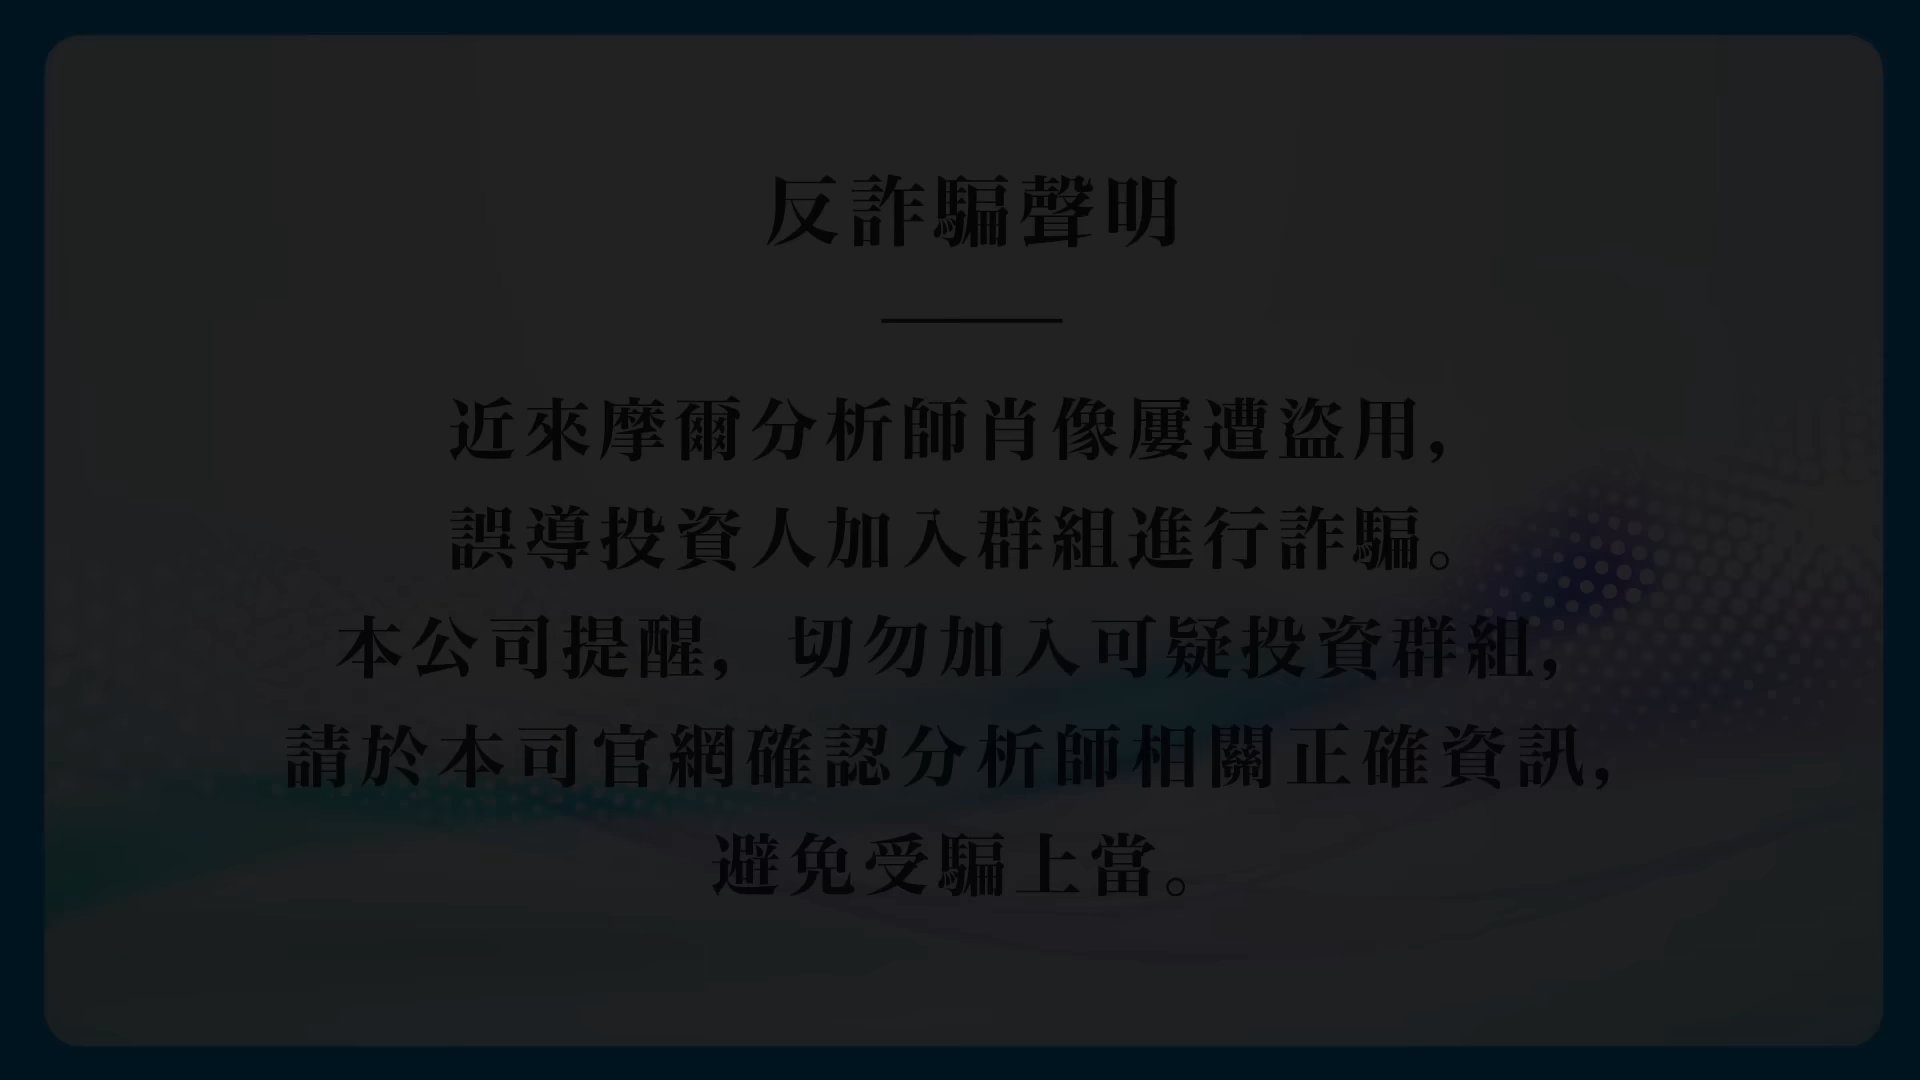 反詐騙聲明
近來摩爾分析師肖像屢遭盜用，
誤導投資人加入群組進行詐騙。
本公司提醒，切勿加入可疑投資群組，
請於本司官網確認分析師相關正確資訊，
避免受騙上當。